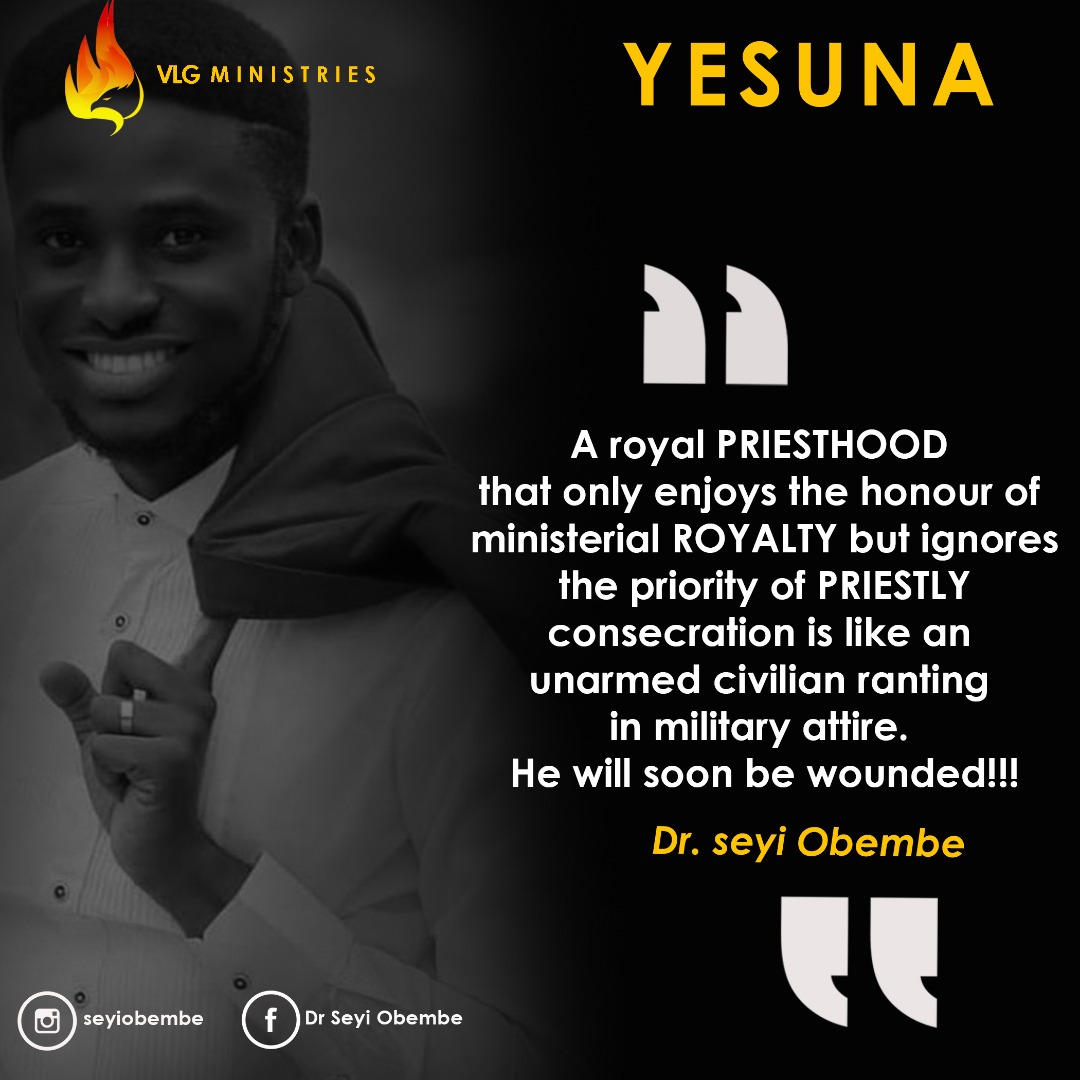 VLG MINISTRIES
YESUNA
A royal PRIESTHOOD
that only enjoys the honour of
ministerial ROYALTY but ignores
the priority of PRIESTLY
consecration is like an
unarmed civilian ranting
in military attire.
He will soon be wounded!!!
Dr. seyi Obembe
seyiobembe
Dr Seyi Obembe